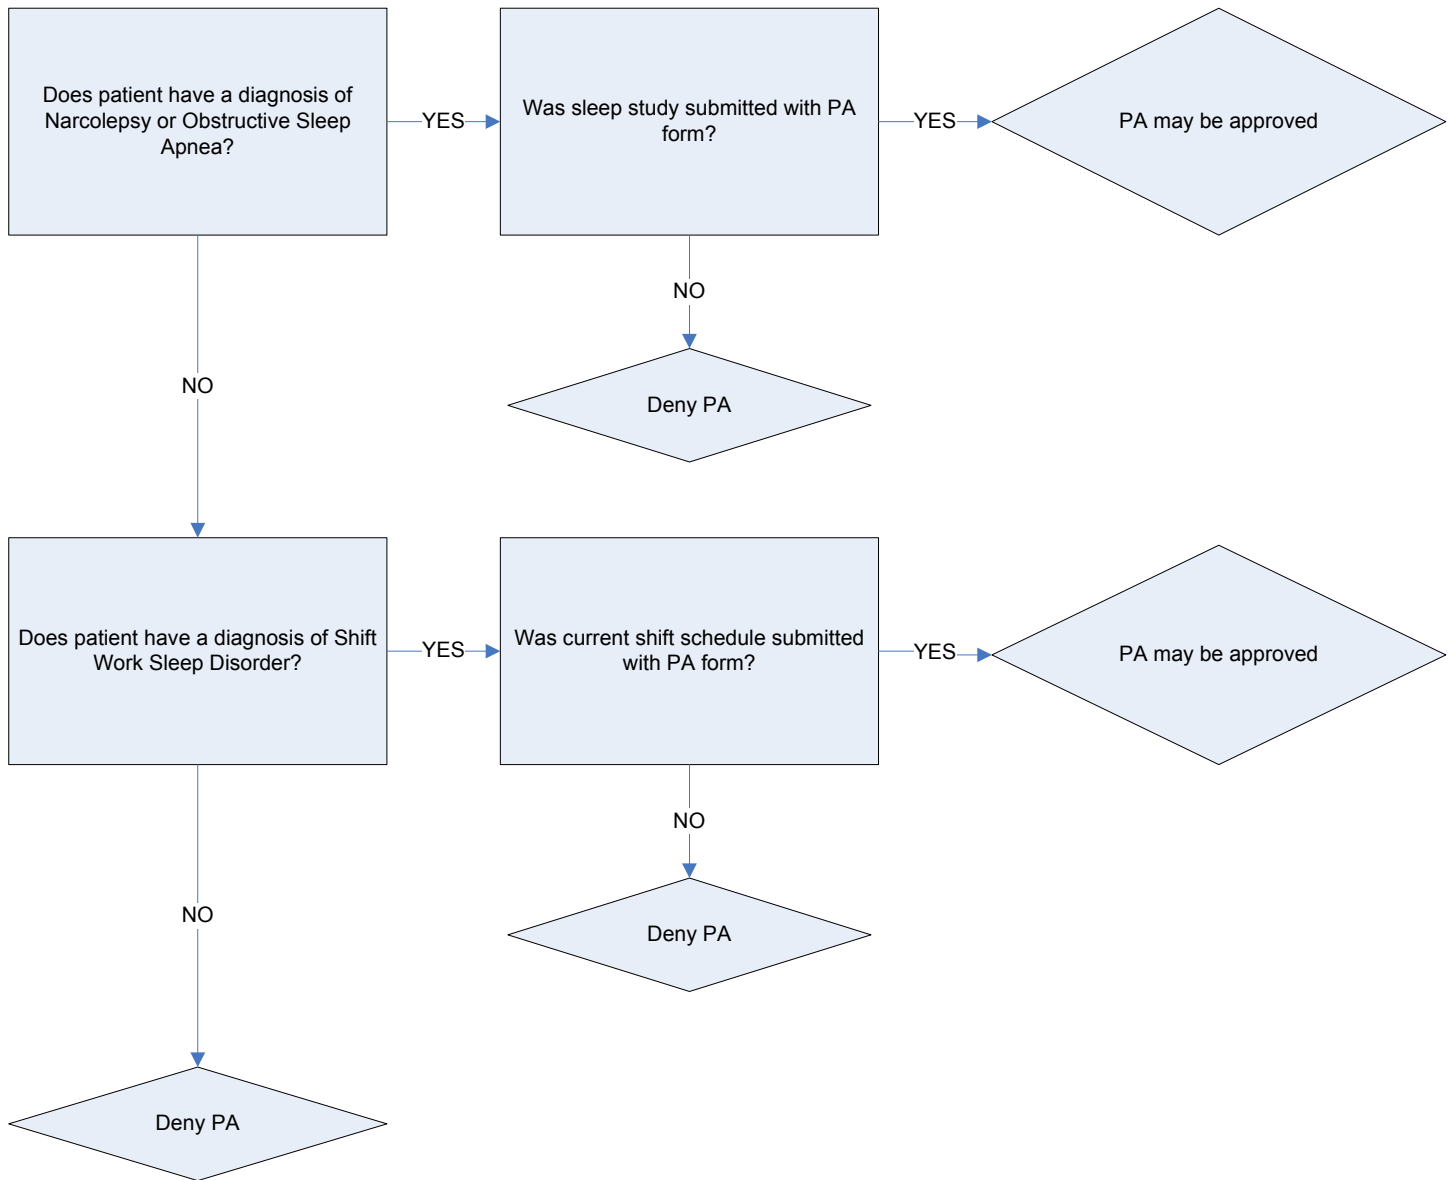 Does patient have a diagnosis of
Narcolepsy or Obstructive Sleep
Apnea?
YES
Was sleep study submitted with PA
form?
YES
PA may be approved
NO
Deny PA
NO
Does patient have a diagnosis of Shift
Work Sleep Disorder?
YES
Was current shift schedule submitted
with PA form?
YES
PA may be approved
NO
Deny PA
NO
Deny PA